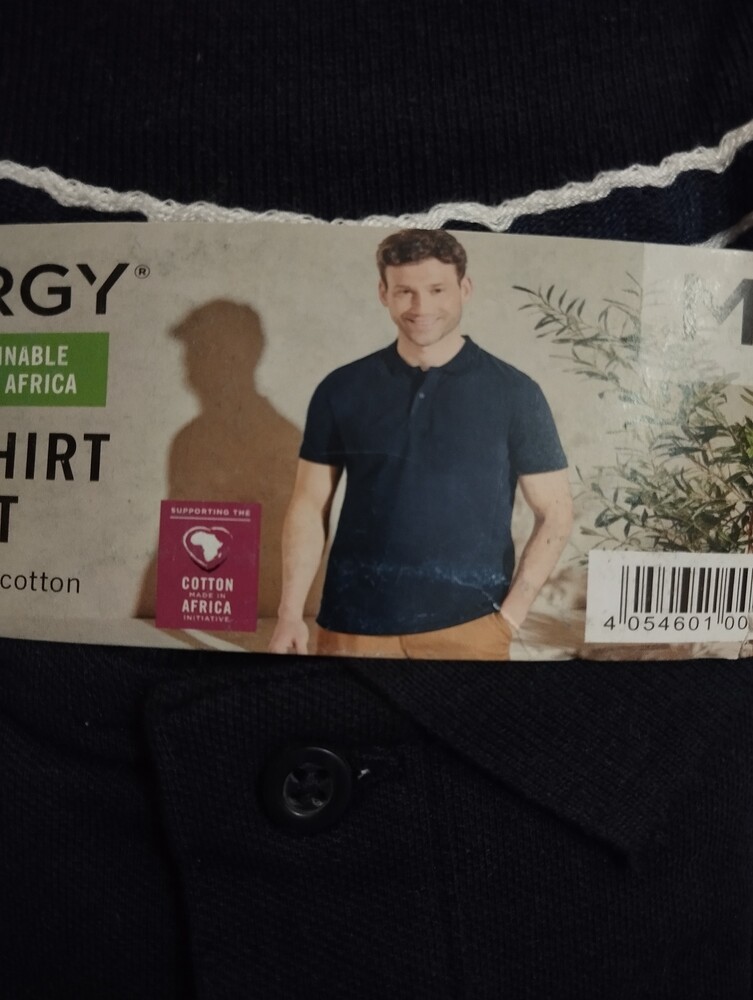 RGY®
INABLE
AFRICA
HIRT
T
cotton
SUPPORTING THE
COTTON
MADE IN
AFRICA
INITIATIVE
M
4 054601 00